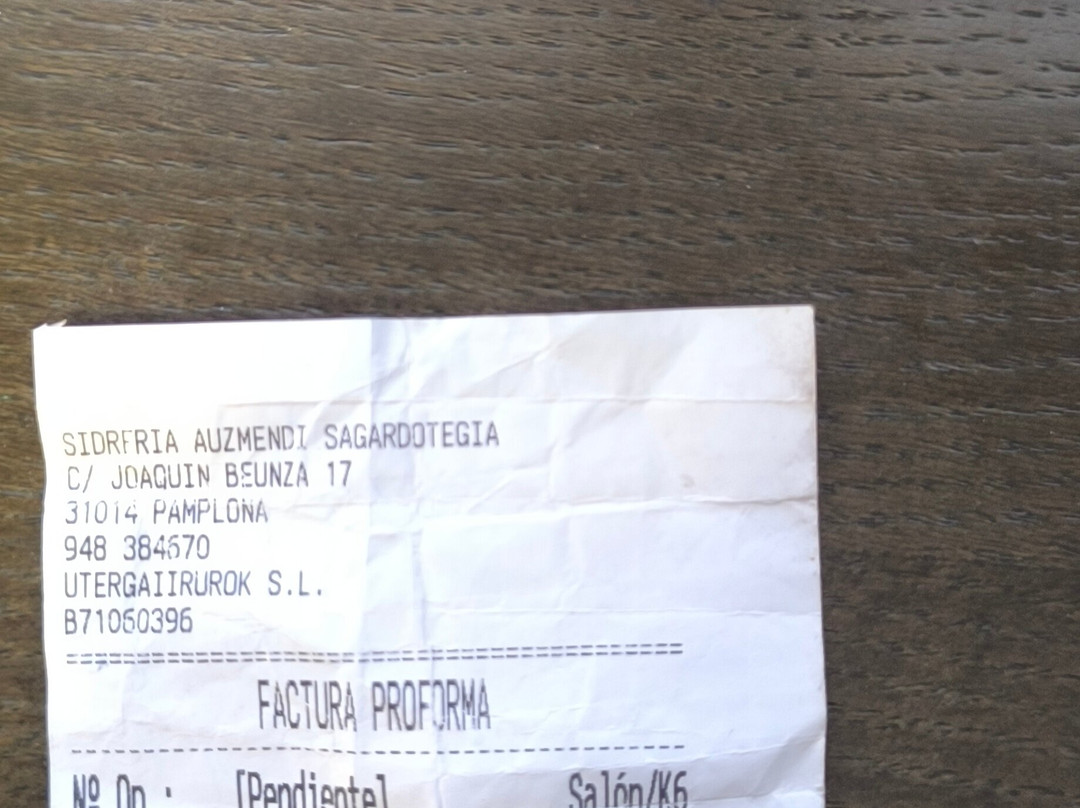 SIDRERIA AUZMENDI SAGARDOTEGIA
C/ JOAQUIN BEUNZA 17
31014 PAMPLONA
948 384670
UTERGAIIRUROK S.L.
B71060396
==========================================================
FACTURA PROFORMA
----------------------------------------------------------
Nº Op.: [Pendiente] Salón/K6